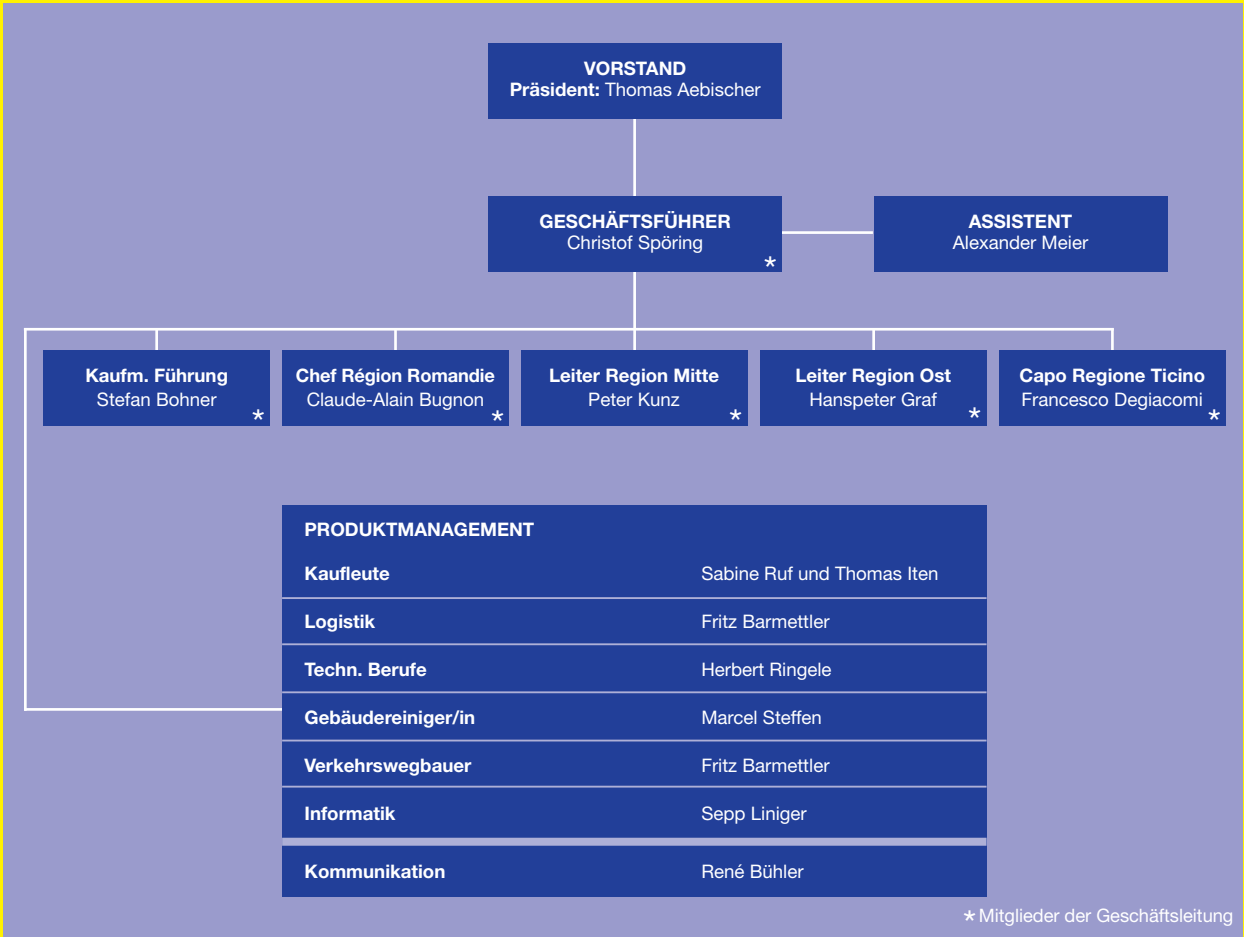 VORSTAND
Präsident: Thomas Aebischer
GESCHÄFTSFÜHRER
Christof Spöring
*
ASSISTENT
Alexander Meier
Kaufm. Führung
Stefan Bohner
*
Chef Région Romandie
Claude-Alain Bugnon
*
Leiter Region Mitte
Peter Kunz
*
Leiter Region Ost
Hanspeter Graf
*
Capo Regione Ticino
Francesco Degiacomi
*
PRODUKTMANAGEMENT
Kaufleute Sabine Ruf und Thomas Iten
Logistik Fritz Barmettler
Techn. Berufe Herbert Ringele
Gebäudereiniger/in Marcel Steffen
Verkehrswegbauer Fritz Barmettler
Informatik Sepp Liniger
Kommunikation René Bühler
* Mitglieder der Geschäftsleitung